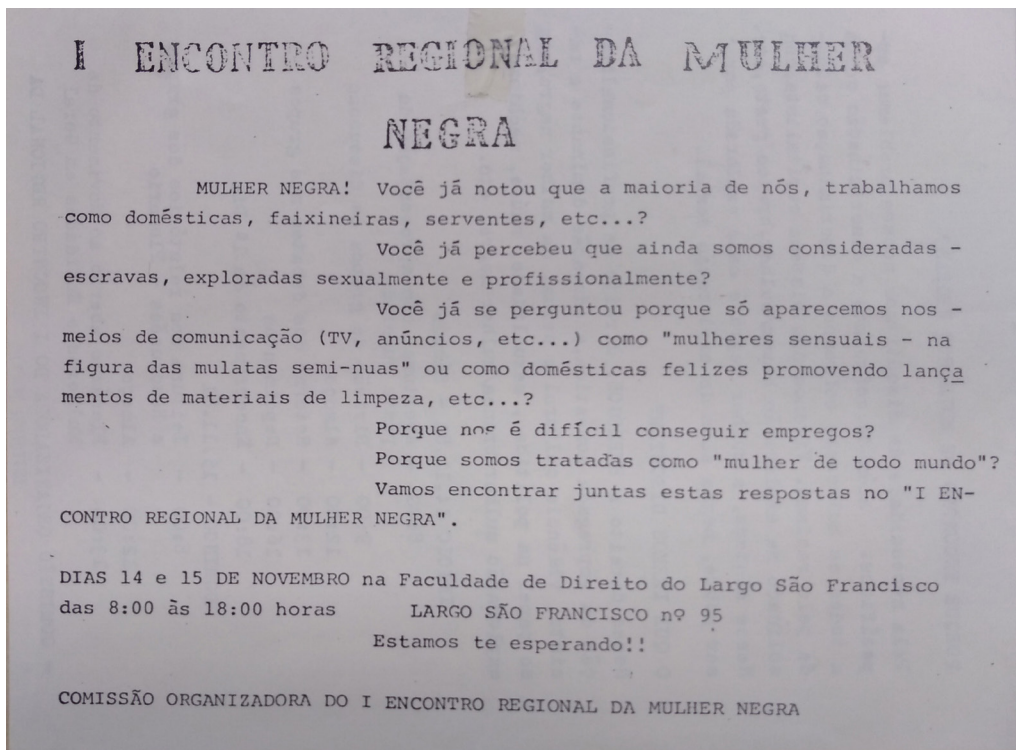 I ENCONTRO REGIONAL DA MULHER
NEGRA
MULHER NEGRA! Você já notou que a maioria de nós, trabalhamos
como domésticas, faixineiras, serventes, etc...?
Você já percebeu que ainda somos consideradas -
escravas, exploradas sexualmente e profissionalmente?
Você já se perguntou porque só aparecemos nos -
meios de comunicação (TV, anúncios, etc...) como "mulheres sensuais - na
figura das mulatas semi-nuas" ou como domésticas felizes promovendo lança
mentos de materiais de limpeza, etc...?
Porque nos é difícil conseguir empregos?
Porque somos tratadas como "mulher de todo mundo"?
Vamos encontrar juntas estas respostas no "I EN-
CONTRO REGIONAL DA MULHER NEGRA".
DIAS 14 e 15 DE NOVEMBRO na Faculdade de Direito do Largo São Francisco
das 8:00 às 18:00 horas LARGO SÃO FRANCISCO nº 95
Estamos te esperando!!
COMISSÃO ORGANIZADORA DO I ENCONTRO REGIONAL DA MULHER NEGRA